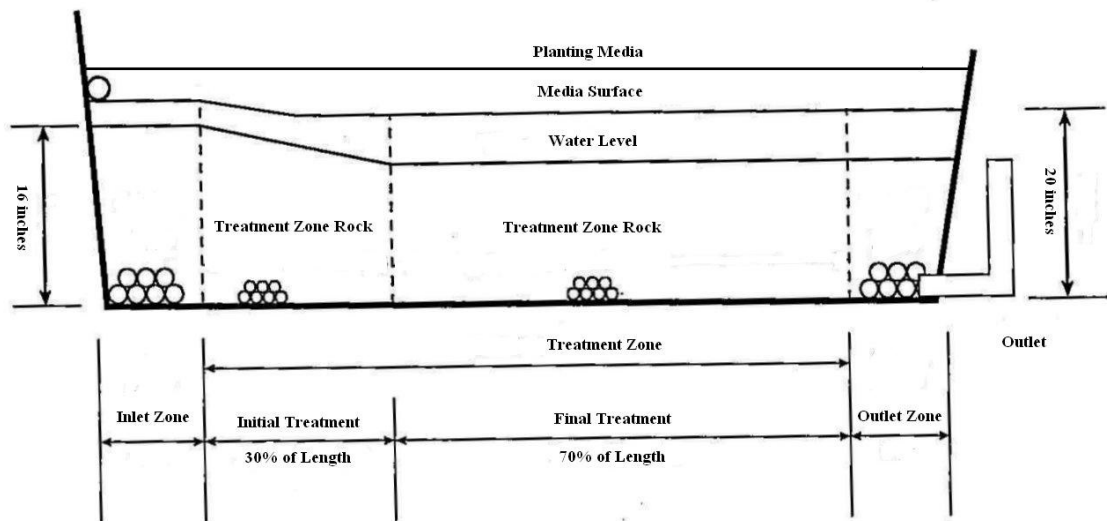 Planting Media
Media Surface
Water Level
16 inches
20 inches
Treatment Zone Rock
Treatment Zone Rock
Treatment Zone
Outlet
Inlet Zone
Initial Treatment
Final Treatment
Outlet Zone
30% of Length
70% of Length